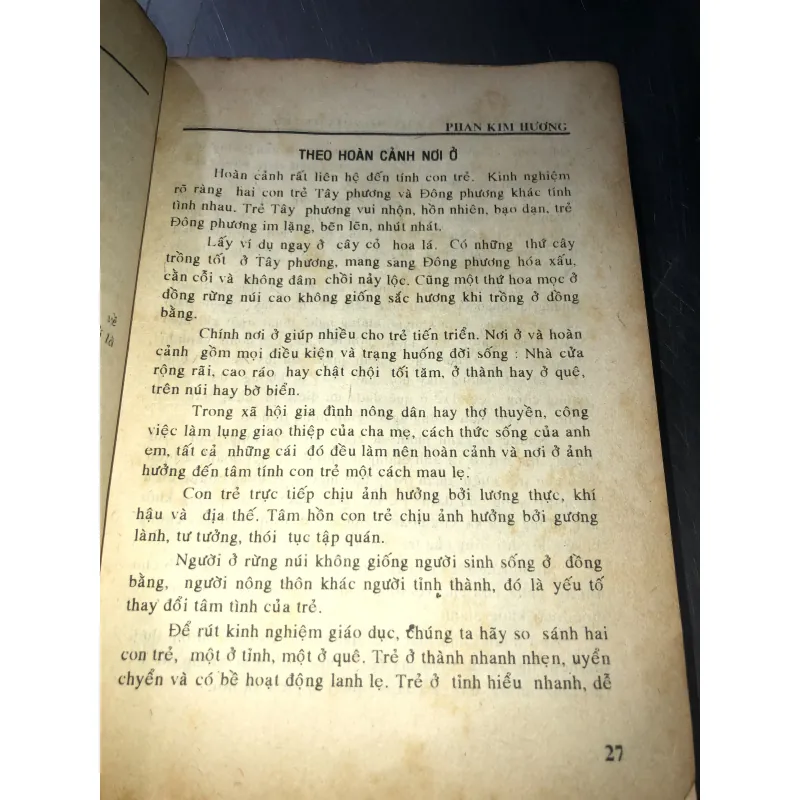 về
là
PHAN KIM HƯƠNG
THEO HOÀN CẢNH NƠI Ở
Hoàn cảnh rất liên hệ đến tính con trẻ. Kinh nghiệm
rõ ràng hai con trẻ Tây phương và Đông phương khác tính
tình nhau. Trẻ Tây phương vui nhộn, hồn nhiên, bạo dạn, trẻ
Đông phương im lặng, bẽn lẽn, nhút nhát.
Lấy ví dụ ngay ở cây cỏ hoa lá. Có những thứ cây
trồng tốt ở Tây phương, mang sang Đông phương hóa xấu,
cằn cỗi và không đâm chồi nảy lộc. Cũng một thứ hoa mọc ở
đồng rừng núi cao không giống sắc hương khi trồng ở đồng
bằng.
Chính nơi ở giúp nhiều cho trẻ tiến triển. Nơi ở và hoàn
cảnh gồm mọi điều kiện và trạng huống đời sống : Nhà cửa
rộng rãi, cao ráo hay chật chội tối tăm, ở thành hay ở quê,
trên núi hay bờ biển.
Trong xã hội gia đình nông dân hay thợ thuyền, công
việc làm lụng giao thiệp của cha mẹ, cách thức sống của anh
em, tất cả những cái đó đều làm nên hoàn cảnh và nơi ở ảnh
hưởng đến tâm tính con trẻ một cách mau lẹ.
Con trẻ trực tiếp chịu ảnh hưởng bởi lương thực, khí
hậu và địa thế. Tâm hồn con trẻ chịu ảnh hưởng bởi gương
lành, tư tưởng, thói tục tập quán.
Người ở rừng núi không giống người sinh sống ở đồng
bằng, người nông thôn khác người tỉnh thành, đó là yếu tố
thay đổi tâm tình của trẻ.
Để rút kinh nghiệm giáo dục, chúng ta hãy so sánh hai
con trẻ, một ở tỉnh, một ở quê. Trẻ ở thành nhanh nhẹn, uyển
chyển và có bề hoạt động lanh lẹ. Trẻ ở tỉnh hiểu nhanh, dễ
27